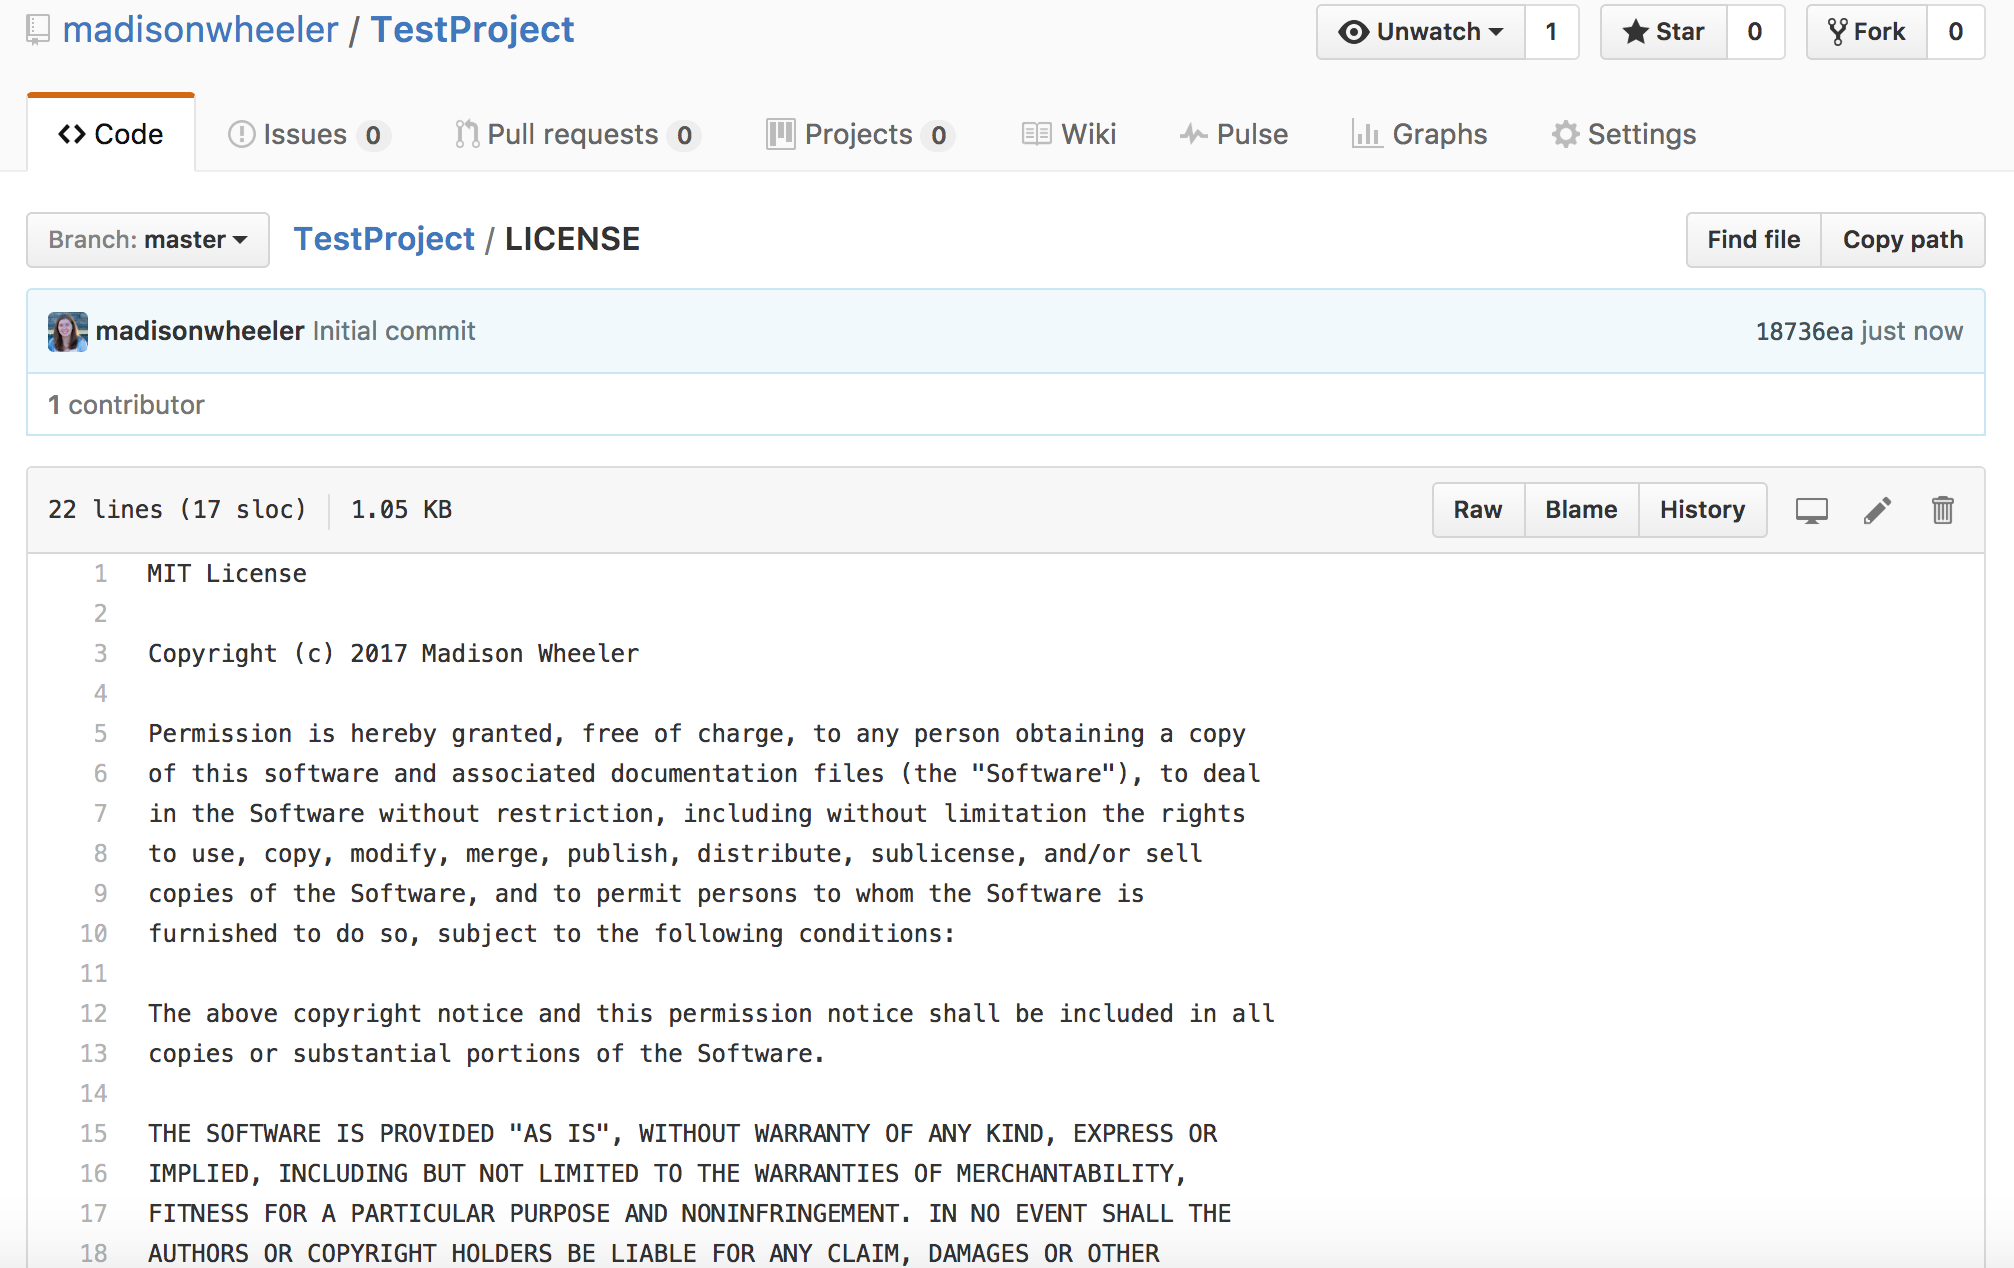 madisonwheeler / TestProject
Unwatch 1 Star 0 Fork 0
Code Issues 0 Pull requests 0 Projects 0 Wiki Pulse Graphs Settings
Branch: master TestProject / LICENSE Find file Copy path
madisonwheeler Initial commit 18736ea just now
1 contributor
22 lines (17 sloc) 1.05 KB Raw Blame History
1 MIT License
2
3 Copyright (c) 2017 Madison Wheeler
4
5 Permission is hereby granted, free of charge, to any person obtaining a copy
6 of this software and associated documentation files (the "Software"), to deal
7 in the Software without restriction, including without limitation the rights
8 to use, copy, modify, merge, publish, distribute, sublicense, and/or sell
9 copies of the Software, and to permit persons to whom the Software is
10 furnished to do so, subject to the following conditions:
11
12 The above copyright notice and this permission notice shall be included in all
13 copies or substantial portions of the Software.
14
15 THE SOFTWARE IS PROVIDED "AS IS", WITHOUT WARRANTY OF ANY KIND, EXPRESS OR
16 IMPLIED, INCLUDING BUT NOT LIMITED TO THE WARRANTIES OF MERCHANTABILITY,
17 FITNESS FOR A PARTICULAR PURPOSE AND NONINFRINGEMENT. IN NO EVENT SHALL THE
18 AUTHORS OR COPYRIGHT HOLDERS BE LIABLE FOR ANY CLAIM, DAMAGES OR OTHER